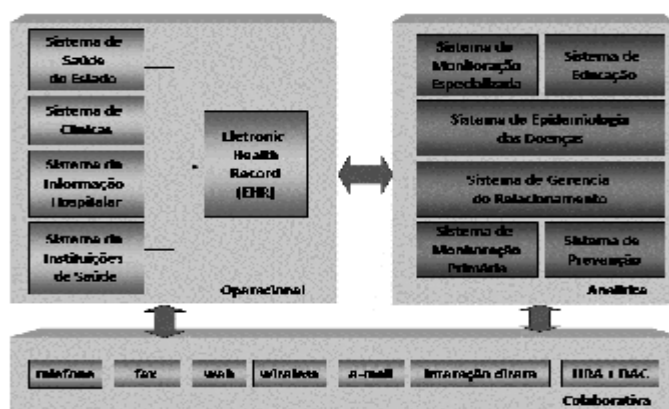 Sistema de
Saúde
do Estado
Sistema de
Clínicas
Sistema de
Informação
Hospitalar
Sistema de
Instituições
de Saúde
Eletronic
Health
Record
(EHR)
Operacional
Sistema de
Monitoração
Especializada
Sistema de
Educação
Sistema de Epidemiologia
das Doenças
Sistema de Gerencia
do Relacionamento
Sistema de
Monitoração
Primária
Sistema de
Prevenção
Analítica
telefone
fax
web
wireless
e-mail
interação direta
Colaborativa